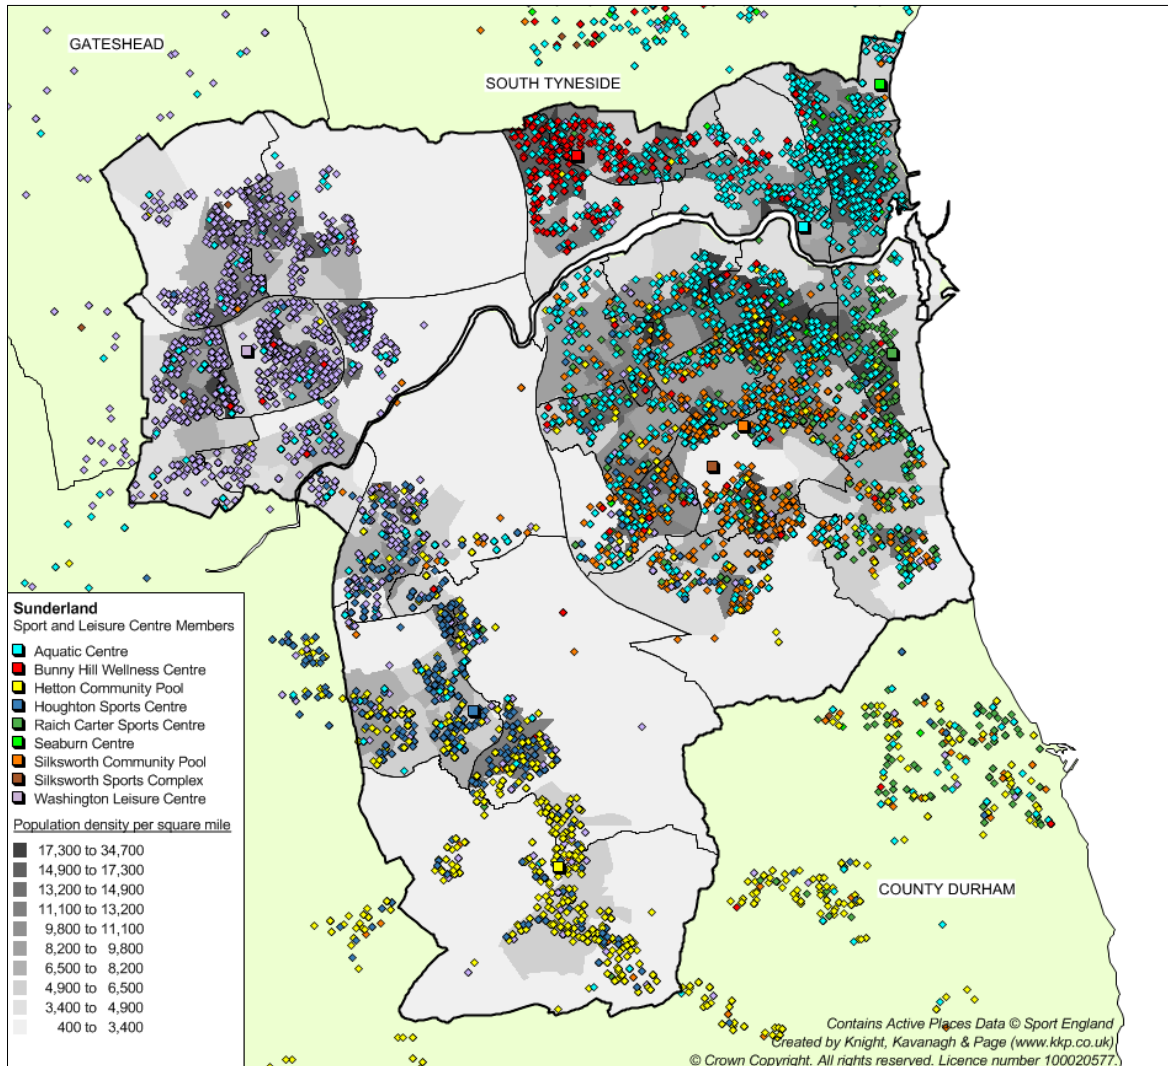 GATESHEAD
SOUTH TYNESIDE
Sunderland
Sport and Leisure Centre Members
Aquatic Centre
Bunny Hill Wellness Centre
Hetton Community Pool
Houghton Sports Centre
Raich Carter Sports Centre
Seaburn Centre
Silksworth Community Pool
Silksworth Sports Complex
Washington Leisure Centre
Population density per square mile
17,300 to 34,700
14,900 to 17,300
13,200 to 14,900
11,100 to 13,200
9,800 to 11,100
8,200 to 9,800
6,500 to 8,200
4,900 to 6,500
3,400 to 4,900
400 to 3,400
COUNTY DURHAM
Contains Active Places Data © Sport England
Created by Knight, Kavanagh & Page (www.kkp.co.uk)
© Crown Copyright. All rights reserved. Licence number 100020577.